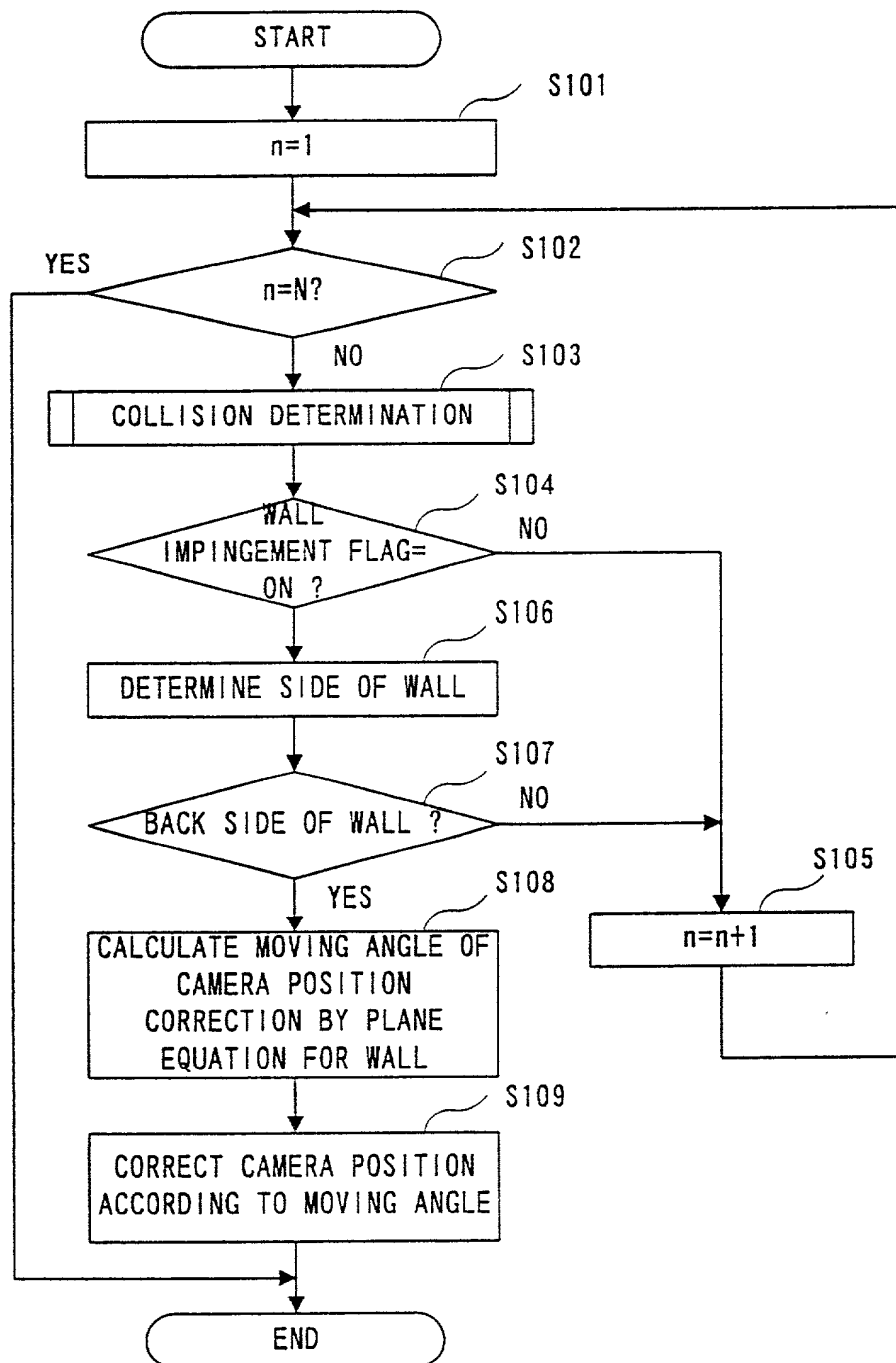 START
S101
n=1
S102
YES
n=N?
NO
S103
COLLISION DETERMINATION
S104
WALL
IMPINGEMENT FLAG=
ON ?
NO
S106
DETERMINE SIDE OF WALL
S107
BACK SIDE OF WALL ?
NO
S105
n=n+1
YES
S108
CALCULATE MOVING ANGLE OF
CAMERA POSITION
CORRECTION BY PLANE
EQUATION FOR WALL
S109
CORRECT CAMERA POSITION
ACCORDING TO MOVING ANGLE
END